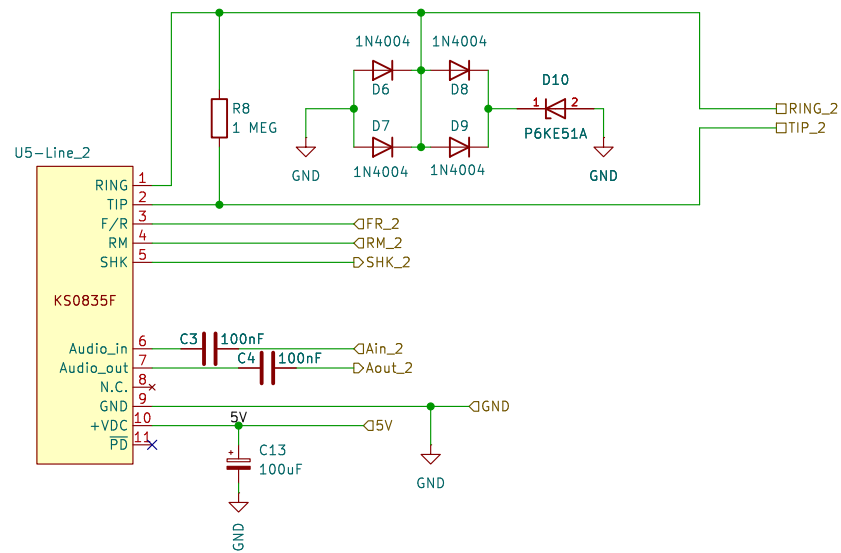 1N4004 1N4004
D6 D8
D10
1 2
R8
1 MEG
RING_2
TIP_2
D7 D9
P6KE51A
U5-Line_2
GND 1N4004 1N4004 GND
RING 1
TIP 2
F/R 3 FR_2
RM 4 RM_2
SHK 5 SHK_2
KS0835F
C3 100nF
Audio_in 6 Ain_2
C4 100nF
Audio_out 7 Aout_2
N.C. 8
GND 9 GND
5V
+VDC 10 5V
PD 11
+ C13
100uF
GND
GND